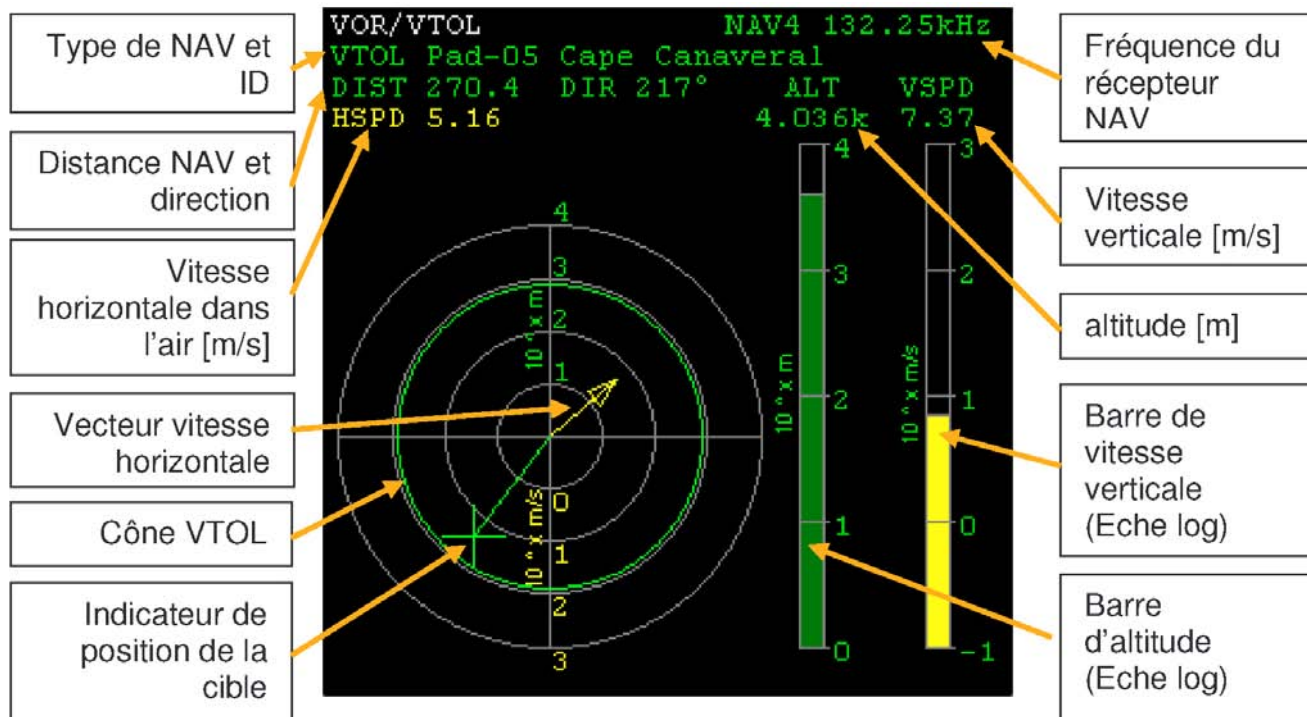 Type de NAV et
ID
Distance NAV et
direction
Vitesse
horizontale dans
l'air [m/s]
Vecteur vitesse
horizontale
Cône VTOL
Indicateur de
position de la
cible
VOR/VTOL NAV4 132.25kHz
VTOL Pad-05 Cape Canaveral
DIST 270.4 DIR 217° ALT VSPD
HSPD 5.16 4.036k 7.37
4
3
2
1
10^x m
0
1
2
3
10^x m/s
4
3
2
1
0
10^x m
3
2
1
0
-1
10^x m/s
Fréquence du
récepteur
NAV
Vitesse
verticale [m/s]
altitude [m]
Barre de
vitesse
verticale
(Eche log)
Barre
d'altitude
(Eche log)